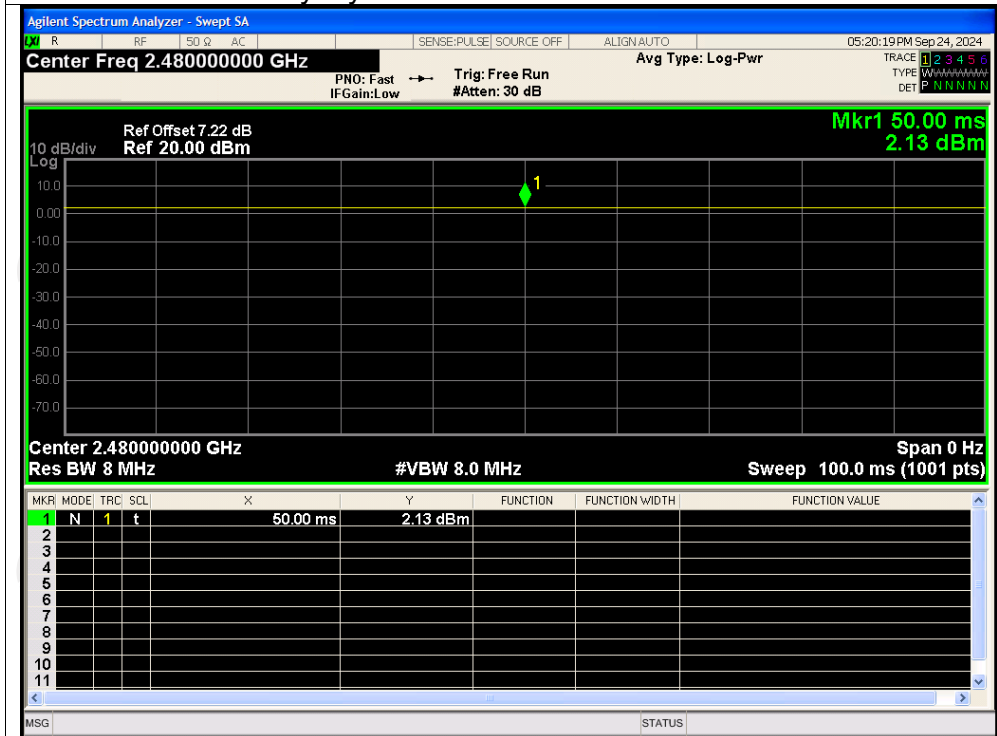 Agilent Spectrum Analyzer - Swept SA
LXI R RF 50 Ω AC SENSE:PULSE SOURCE OFF ALIGN AUTO 05:20:19 PM Sep 24, 2024
Center Freq 2.480000000 GHz Avg Type: Log-Pwr TRACE 1 2 3 4 5 6
PNO: Fast Trig: Free Run TYPE WWWWWW
IFGain:Low #Atten: 30 dB DET P N N N N N
Mkr1 50.00 ms
Ref Offset 7.22 dB
10 dB/div Ref 20.00 dBm 2.13 dBm
Log
10.0
1
0.00
-10.0
-20.0
-30.0
-40.0
-50.0
-60.0
-70.0
Center 2.480000000 GHz Span 0 Hz
Res BW 8 MHz #VBW 8.0 MHz Sweep 100.0 ms (1001 pts)
MKR MODE TRC SCL X Y FUNCTION FUNCTION WIDTH FUNCTION VALUE
1 N 1 t 50.00 ms 2.13 dBm
2
3
4
5
6
7
8
9
10
11
MSG STATUS